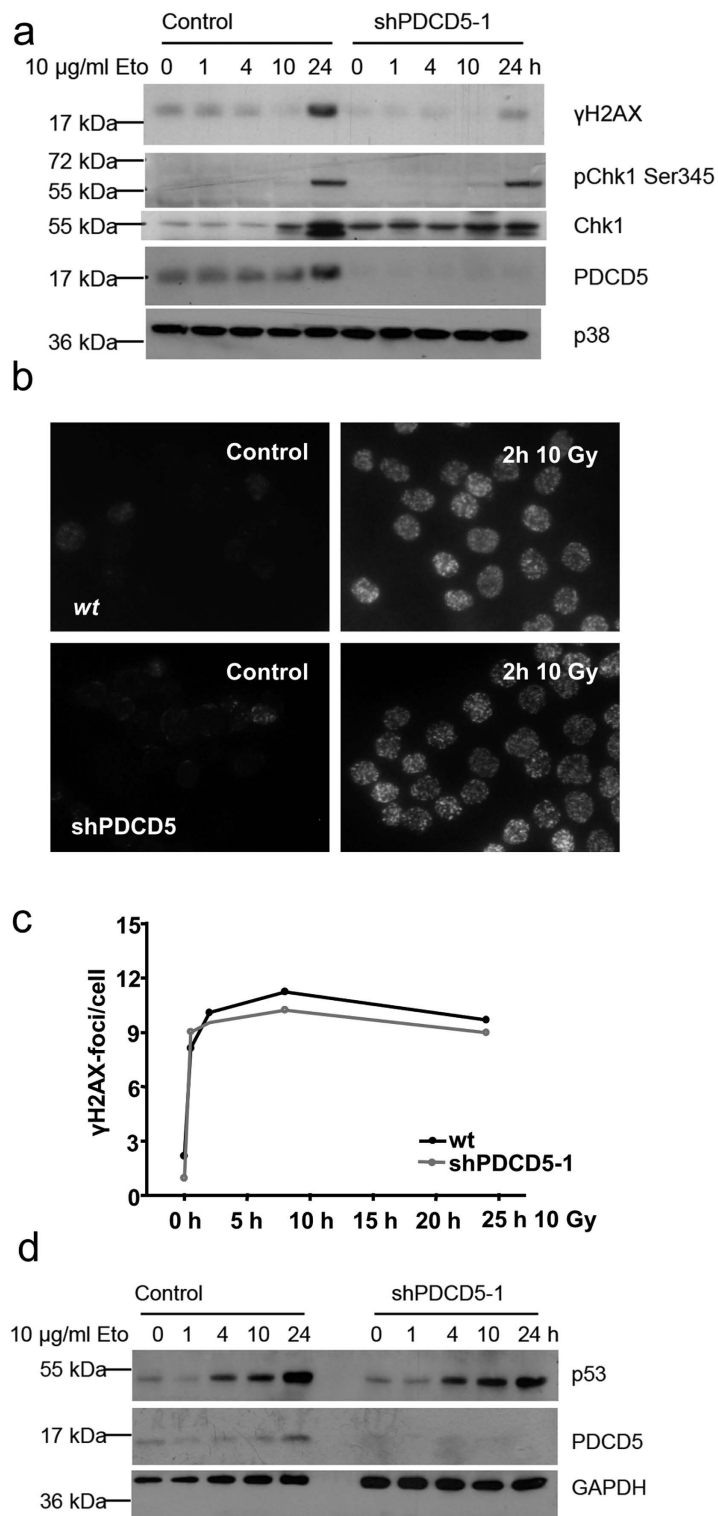 a
Control shPDCD5-1
10 µg/ml Eto 0 1 4 10 24 0 1 4 10 24 h
17 kDa γH2AX
72 kDa
55 kDa pChk1 Ser345
55 kDa Chk1
17 kDa PDCD5
36 kDa p38
b
Control 2h 10 Gy
wt
Control 2h 10 Gy
shPDCD5
c
15
12
9
6
3
0
γH2AX-foci/cell
wt
shPDCD5-1
0 h 5 h 10 h 15 h 20 h 25 h 10 Gy
d
Control shPDCD5-1
10 µg/ml Eto 0 1 4 10 24 0 1 4 10 24 h
55 kDa p53
17 kDa PDCD5
36 kDa GAPDH